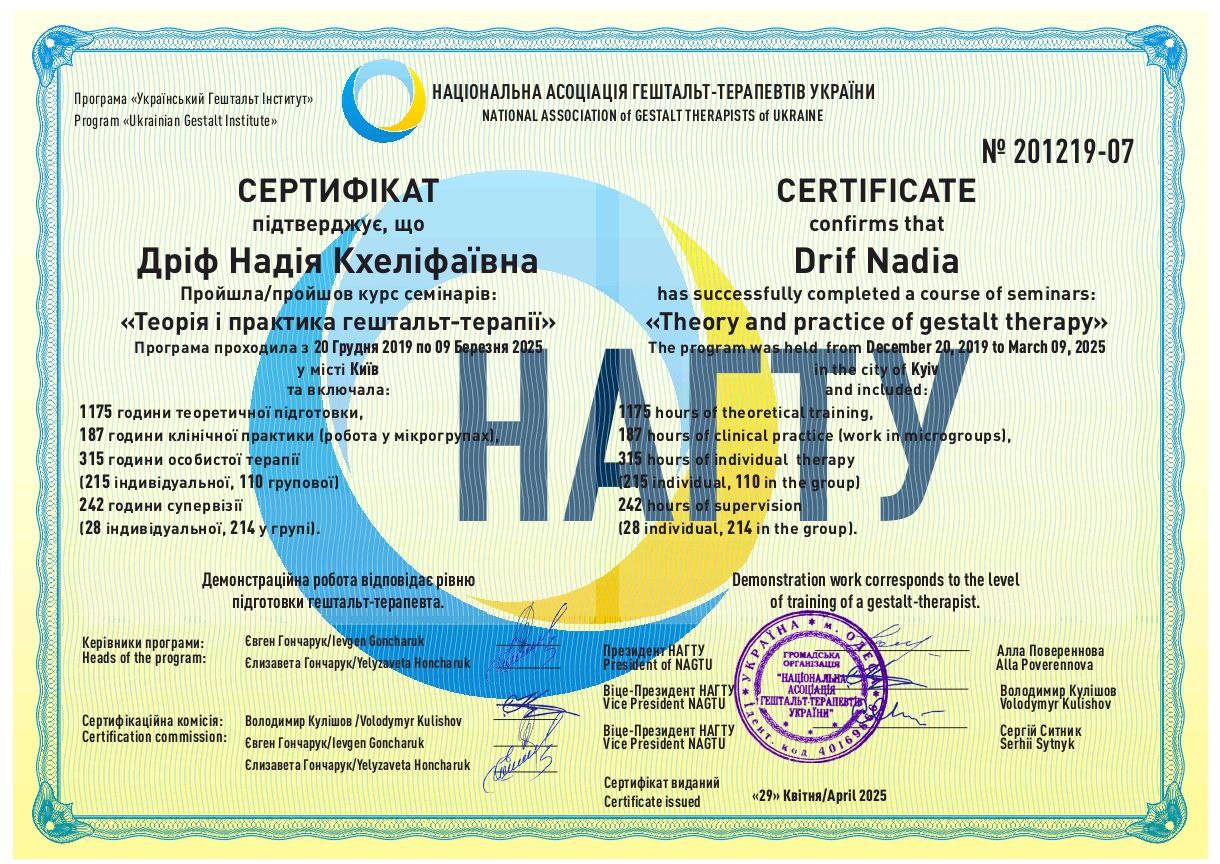 Програма «Український Гештальт Інститут»
Program «Ukrainian Gestalt Institute»
НАЦІОНАЛЬНА АСОЦІАЦІЯ ГЕШТАЛЬТ-ТЕРАПЕВТІВ УКРАЇНИ
NATIONAL ASSOCIATION of GESTALT THERAPISTS of UKRAINE
№ 201219-07
СЕРТИФІКАТ
підтверджує, що
Дріф Надія Кхеліфаївна
Пройшла/пройшов курс семінарів:
«Теорія і практика гештальт-терапії»
Програма проходила з 20 Грудня 2019 по 09 Березня 2025
у місті Київ
та включала:
1175 години теоретичної підготовки,
187 години клінічної практики (робота у мікрогрупах),
315 години особистої терапії
(215 індивідуальної, 110 групової)
242 години супервізії
(28 індивідуальної, 214 у групі).
Демонстраційна робота відповідає рівню
підготовки гештальт-терапевта.
CERTIFICATE
confirms that
Drif Nadia
has successfully completed a course of seminars:
«Theory and practice of gestalt therapy»
The program was held from December 20, 2019 to March 09, 2025
in the city of Kyiv
and included:
1175 hours of theoretical training,
187 hours of clinical practice (work in microgroups),
315 hours of individual therapy
(215 individual, 110 in the group)
242 hours of supervision
(28 individual, 214 in the group).
Demonstration work corresponds to the level
of training of a gestalt-therapist.
НАГТУ
Керівники програми:
Heads of the program:
Євген Гончарук/Ievgen Goncharuk
Єлизавета Гончарук/Yelyzaveta Honcharuk
Сертифікаційна комісія:
Certification commission:
Володимир Кулішов /Volodymyr Kulishov
Євген Гончарук/Ievgen Goncharuk
Єлизавета Гончарук/Yelyzaveta Honcharuk
Президент НАГТУ
President of NAGTU
Алла Поверенновa
Alla Poverennova
Віце-Президент НАГТУ
Vice President NAGTU
Володимир Кулішов
Volodymyr Kulishov
Віце-Президент НАГТУ
Vice President NAGTU
Сергій Ситник
Serhii Sytnyk
УКРАЇНА * м. ОДЕСА
ГРОМАДСЬКА
ОРГАНІЗАЦІЯ
"НАЦІОНАЛЬНА
АСОЦІАЦІЯ
ГЕШТАЛЬТ-ТЕРАПЕВТІВ
УКРАЇНИ"
Ідент. код
Сертифікат виданий
Certificate issued
«29» Квітня/April 2025